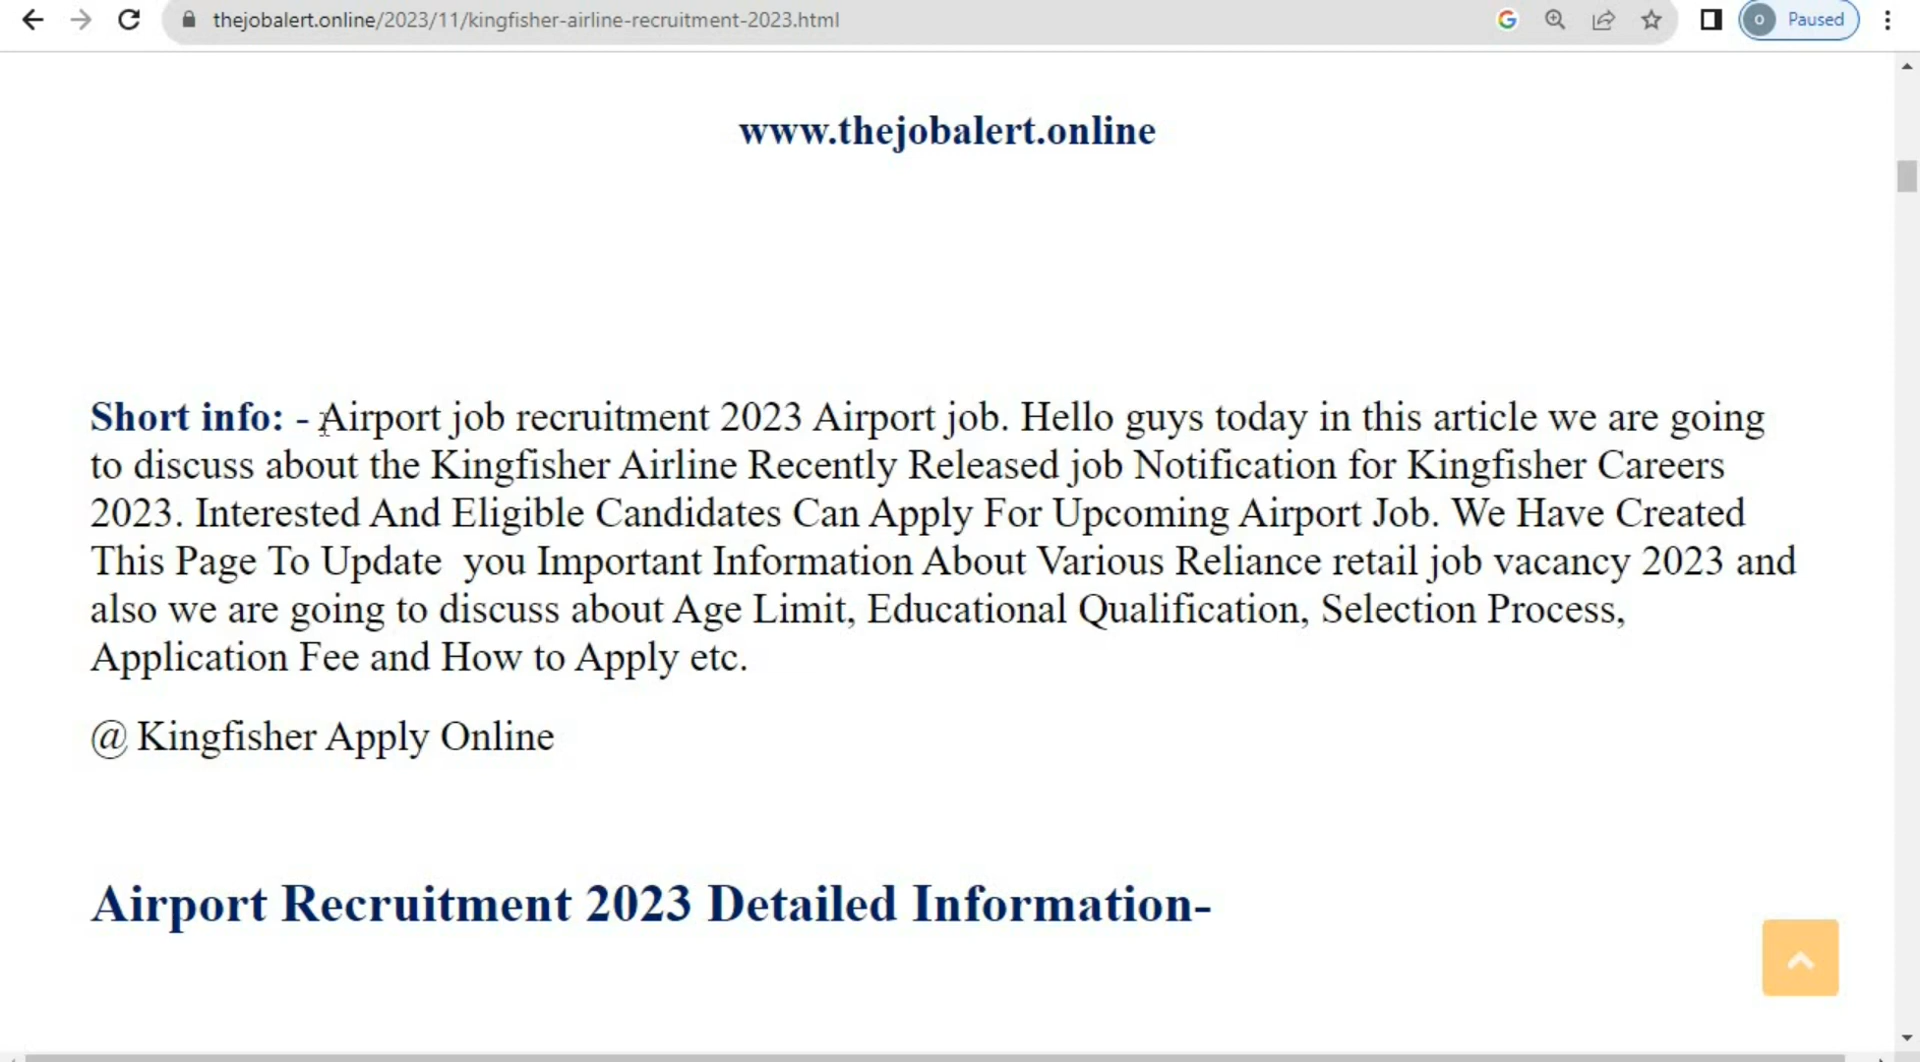 thejobalert.online/2023/11/kingfisher-airline-recruitment-2023.html
o Paused
www.thejobalert.online
Short info: - Airport job recruitment 2023 Airport job. Hello guys today in this article we are going
to discuss about the Kingfisher Airline Recently Released job Notification for Kingfisher Careers
2023. Interested And Eligible Candidates Can Apply For Upcoming Airport Job. We Have Created
This Page To Update you Important Information About Various Reliance retail job vacancy 2023 and
also we are going to discuss about Age Limit, Educational Qualification, Selection Process,
Application Fee and How to Apply etc.
@ Kingfisher Apply Online
Airport Recruitment 2023 Detailed Information-